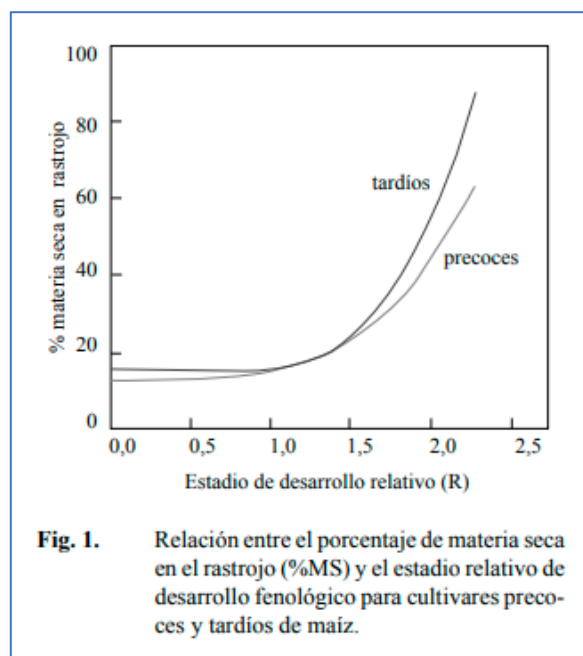 100
80
60
40
20
0
% materia seca en rastrojo
tardíos
precoces
0,0 0,5 1,0 1,5 2,0 2,5
Estadio de desarrollo relativo (R)
Fig. 1. Relación entre el porcentaje de materia seca
en el rastrojo (%MS) y el estadio relativo de
desarrollo fenológico para cultivares preco-
ces y tardíos de maíz.